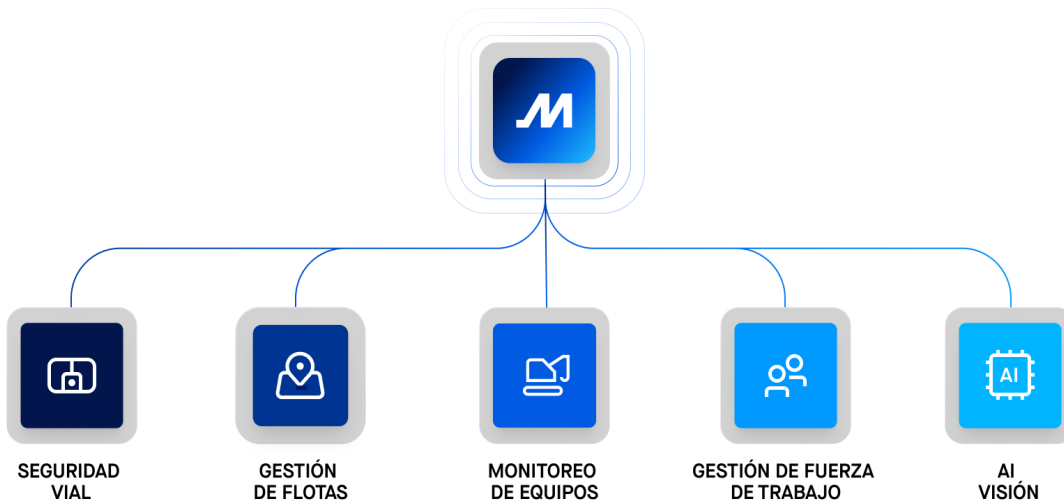 M
SEGURIDAD
VIAL
GESTIÓN
DE FLOTAS
MONITOREO
DE EQUIPOS
GESTIÓN DE FUERZA
DE TRABAJO
AI
AI
VISIÓN